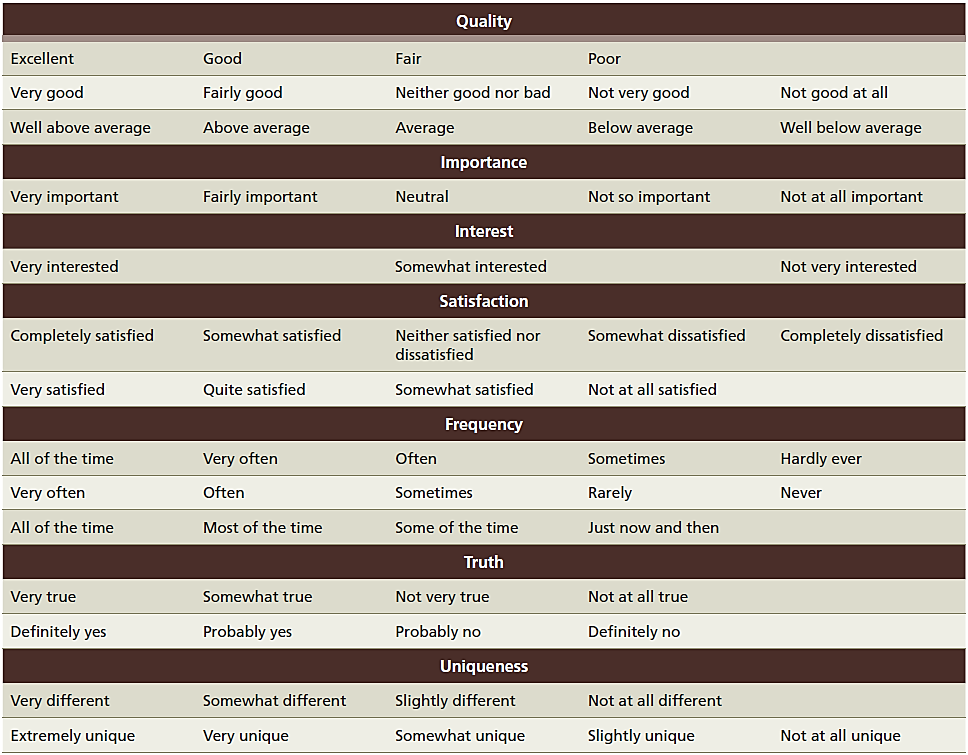 Quality
Excellent Good Fair Poor
Very good Fairly good Neither good nor bad Not very good Not good at all
Well above average Above average Average Below average Well below average
Importance
Very important Fairly important Neutral Not so important Not at all important
Interest
Very interested Somewhat interested Not very interested
Satisfaction
Completely satisfied Somewhat satisfied Neither satisfied nor Somewhat dissatisfied Completely dissatisfied
dissatisfied
Very satisfied Quite satisfied Somewhat satisfied Not at all satisfied
Frequency
All of the time Very often Often Sometimes Hardly ever
Very often Often Sometimes Rarely Never
All of the time Most of the time Some of the time Just now and then
Truth
Very true Somewhat true Not very true Not at all true
Definitely yes Probably yes Probably no Definitely no
Uniqueness
Very different Somewhat different Slightly different Not at all different
Extremely unique Very unique Somewhat unique Slightly unique Not at all unique